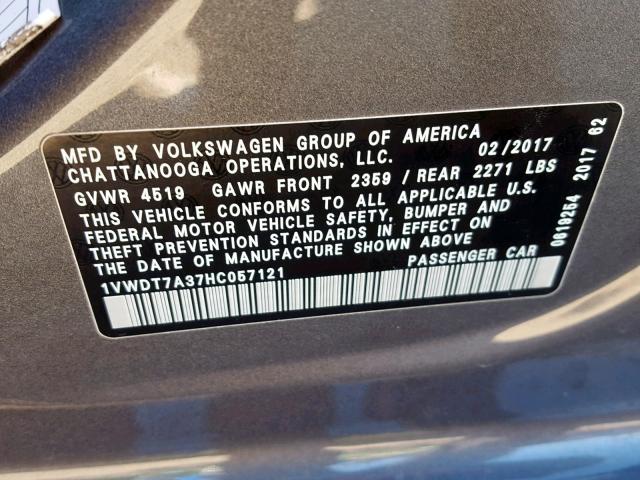 MFD BY VOLKSWAGEN GROUP OF AMERICA
CHATTANOOGA OPERATIONS, LLC. 02/2017
GVWR 4519 GAWR FRONT 2359 / REAR 2271 LBS
THIS VEHICLE CONFORMS TO ALL APPLICABLE U.S.
FEDERAL MOTOR VEHICLE SAFETY, BUMPER AND
THEFT PREVENTION STANDARDS IN EFFECT ON
THE DATE OF MANUFACTURE SHOWN ABOVE
1VWDT7A37HC057121 PASSENGER CAR
0619254 2017 62